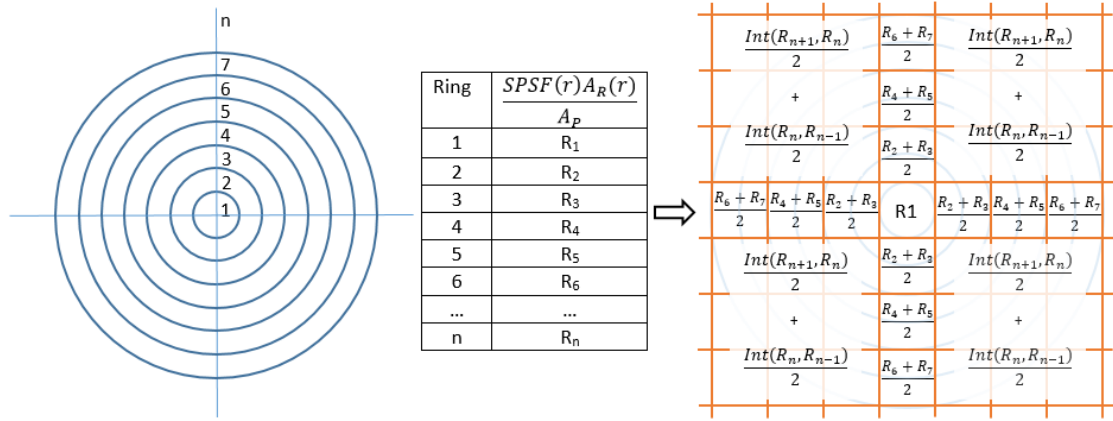 n
7
6
5
4
3
2
1
Ring SPSF(r)A_R(r)/A_P
1 R₁
2 R₂
3 R₃
4 R₄
5 R₅
6 R₆
... ...
n Rₙ
Int(Rₙ₊₁,Rₙ)/2 R₆+R₇/2 Int(Rₙ₊₁,Rₙ)/2
+ R₄+R₅/2 +
Int(Rₙ,Rₙ₋₁)/2 R₂+R₃/2 Int(Rₙ,Rₙ₋₁)/2
R₆+R₇/2 R₄+R₅/2 R₂+R₃/2 R1 R₂+R₃/2 R₄+R₅/2 R₆+R₇/2
Int(Rₙ₊₁,Rₙ)/2 R₂+R₃/2 Int(Rₙ₊₁,Rₙ)/2
+ R₄+R₅/2 +
Int(Rₙ,Rₙ₋₁)/2 R₆+R₇/2 Int(Rₙ,Rₙ₋₁)/2